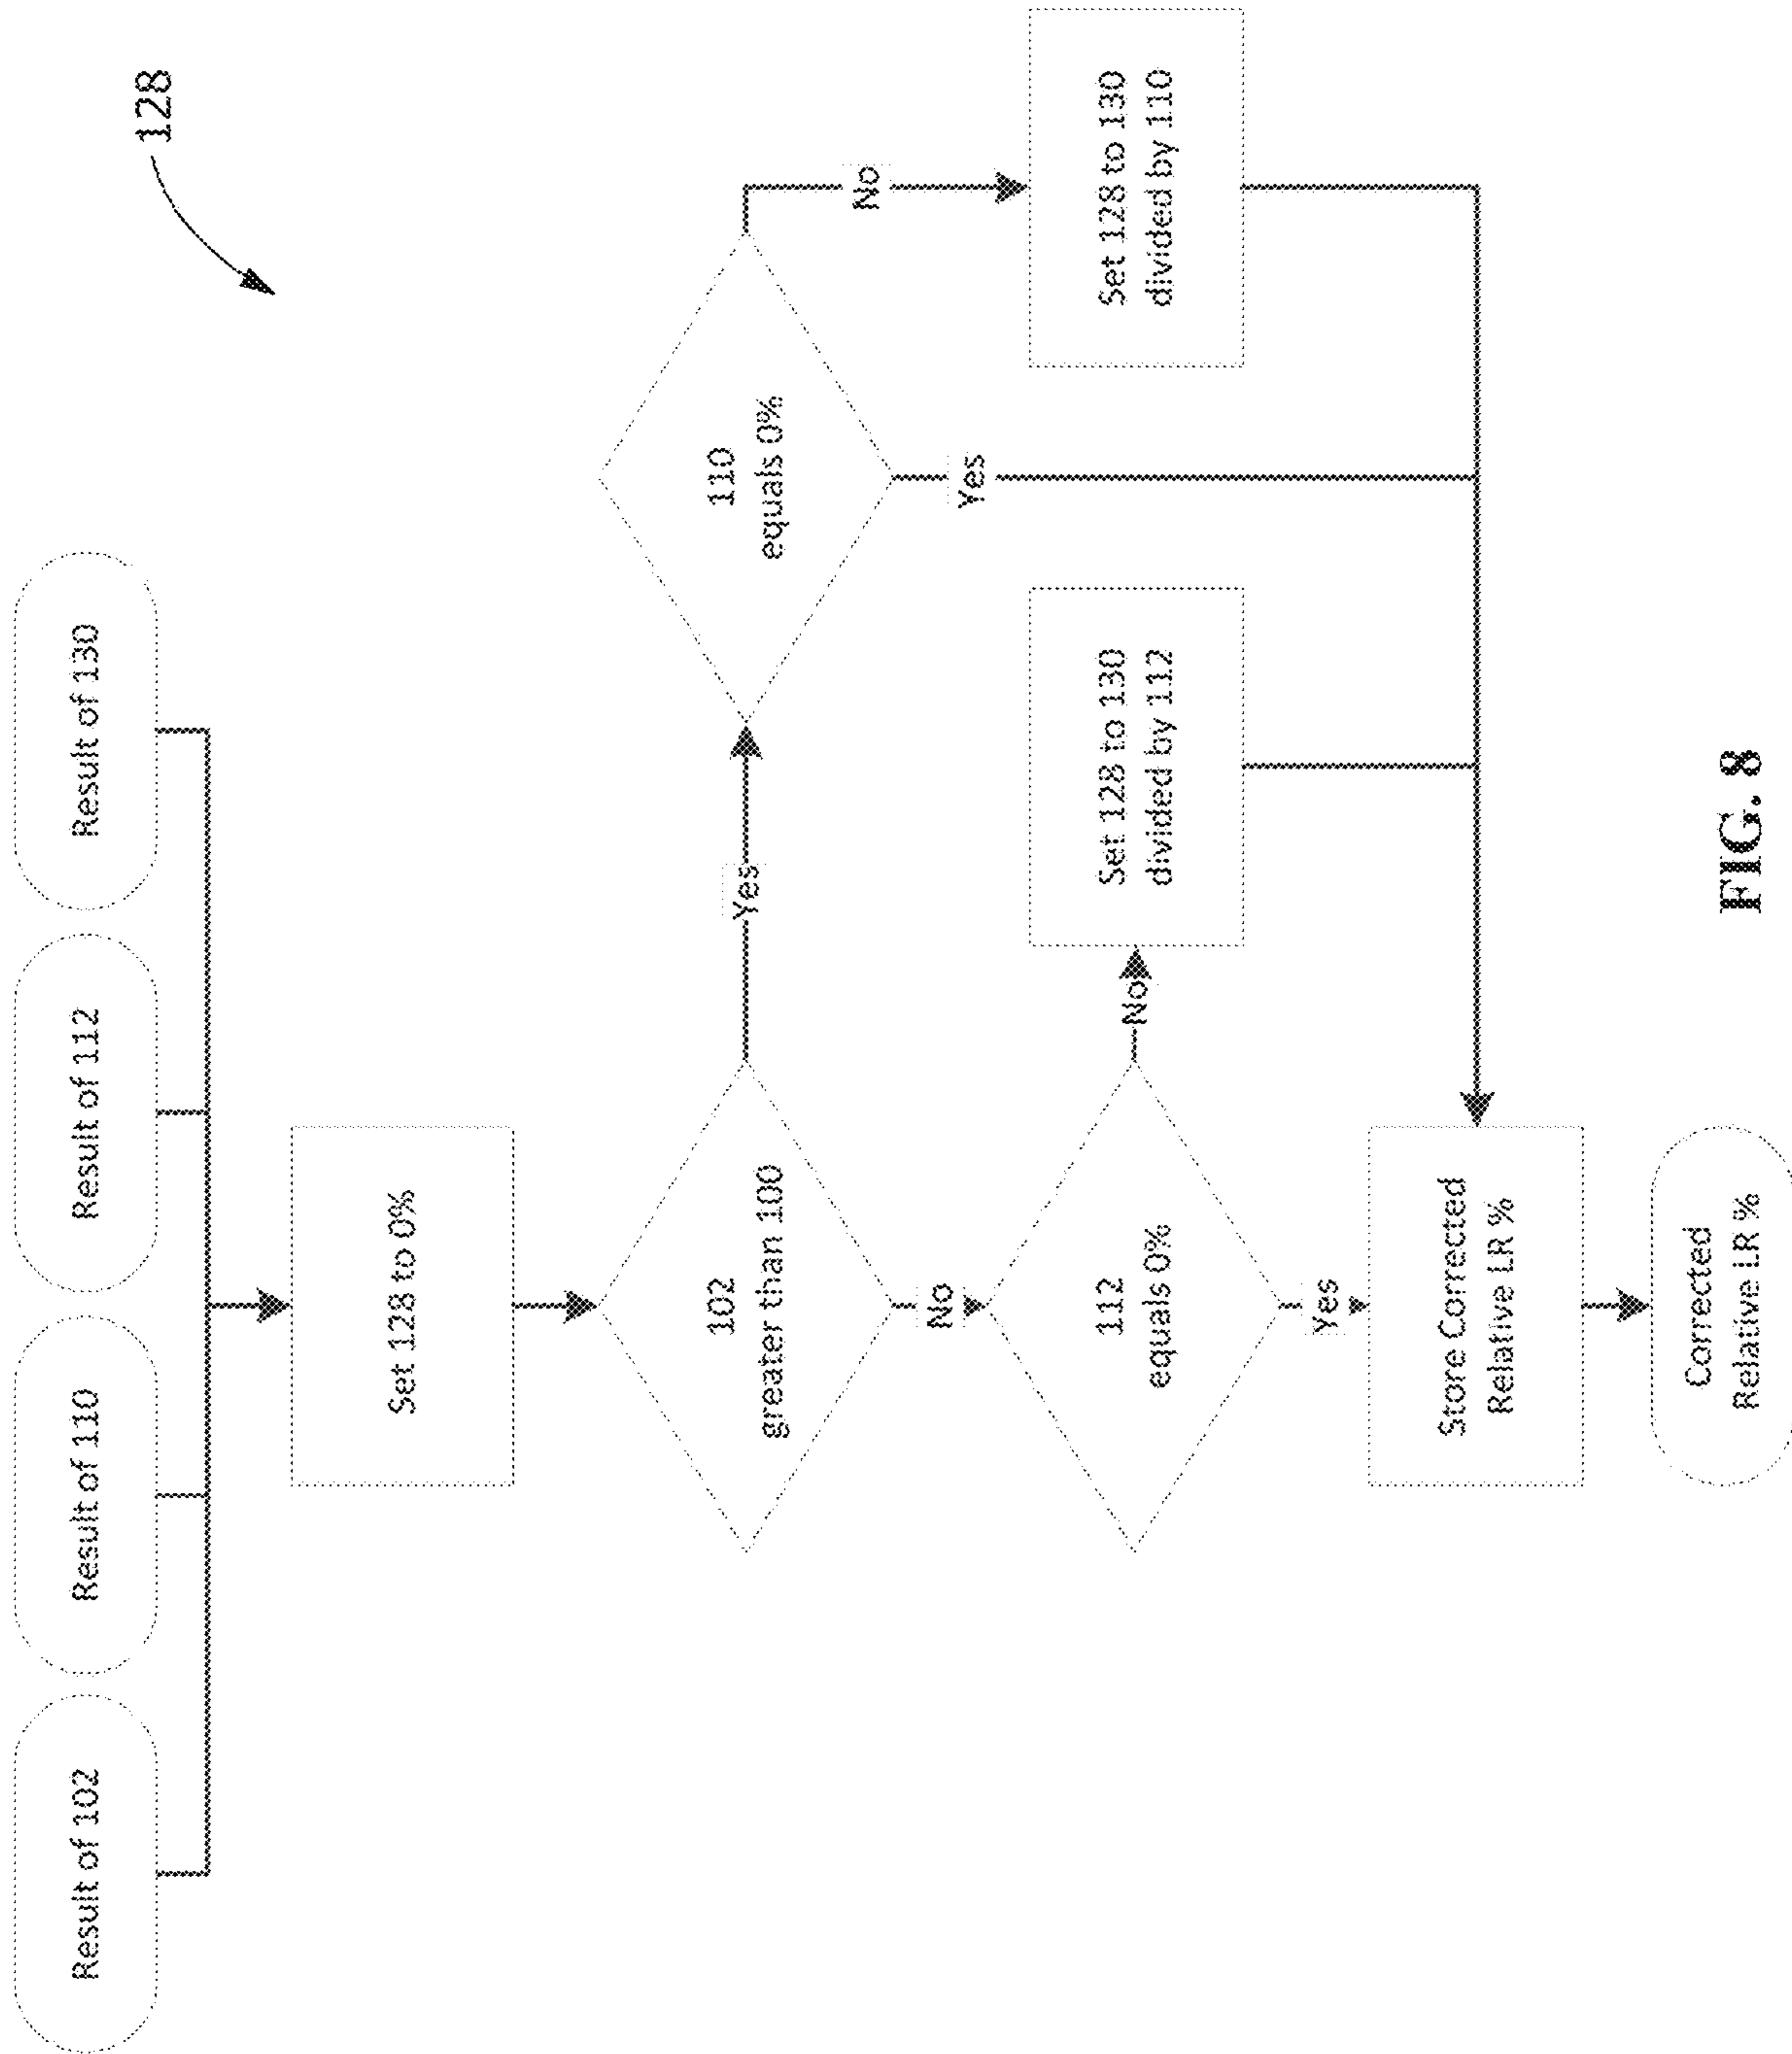 128
Result of 102
Result of 110
Result of 112
Result of 130
Set 128 to 0%
102
greater than 100
Yes
110
equals 0%
No
No
112
equals 0%
No
Set 128 to 130
divided by 112
Yes
Set 128 to 130
divided by 110
Yes
Store Corrected
Relative LR %
Corrected
Relative LR %
FIG. 8